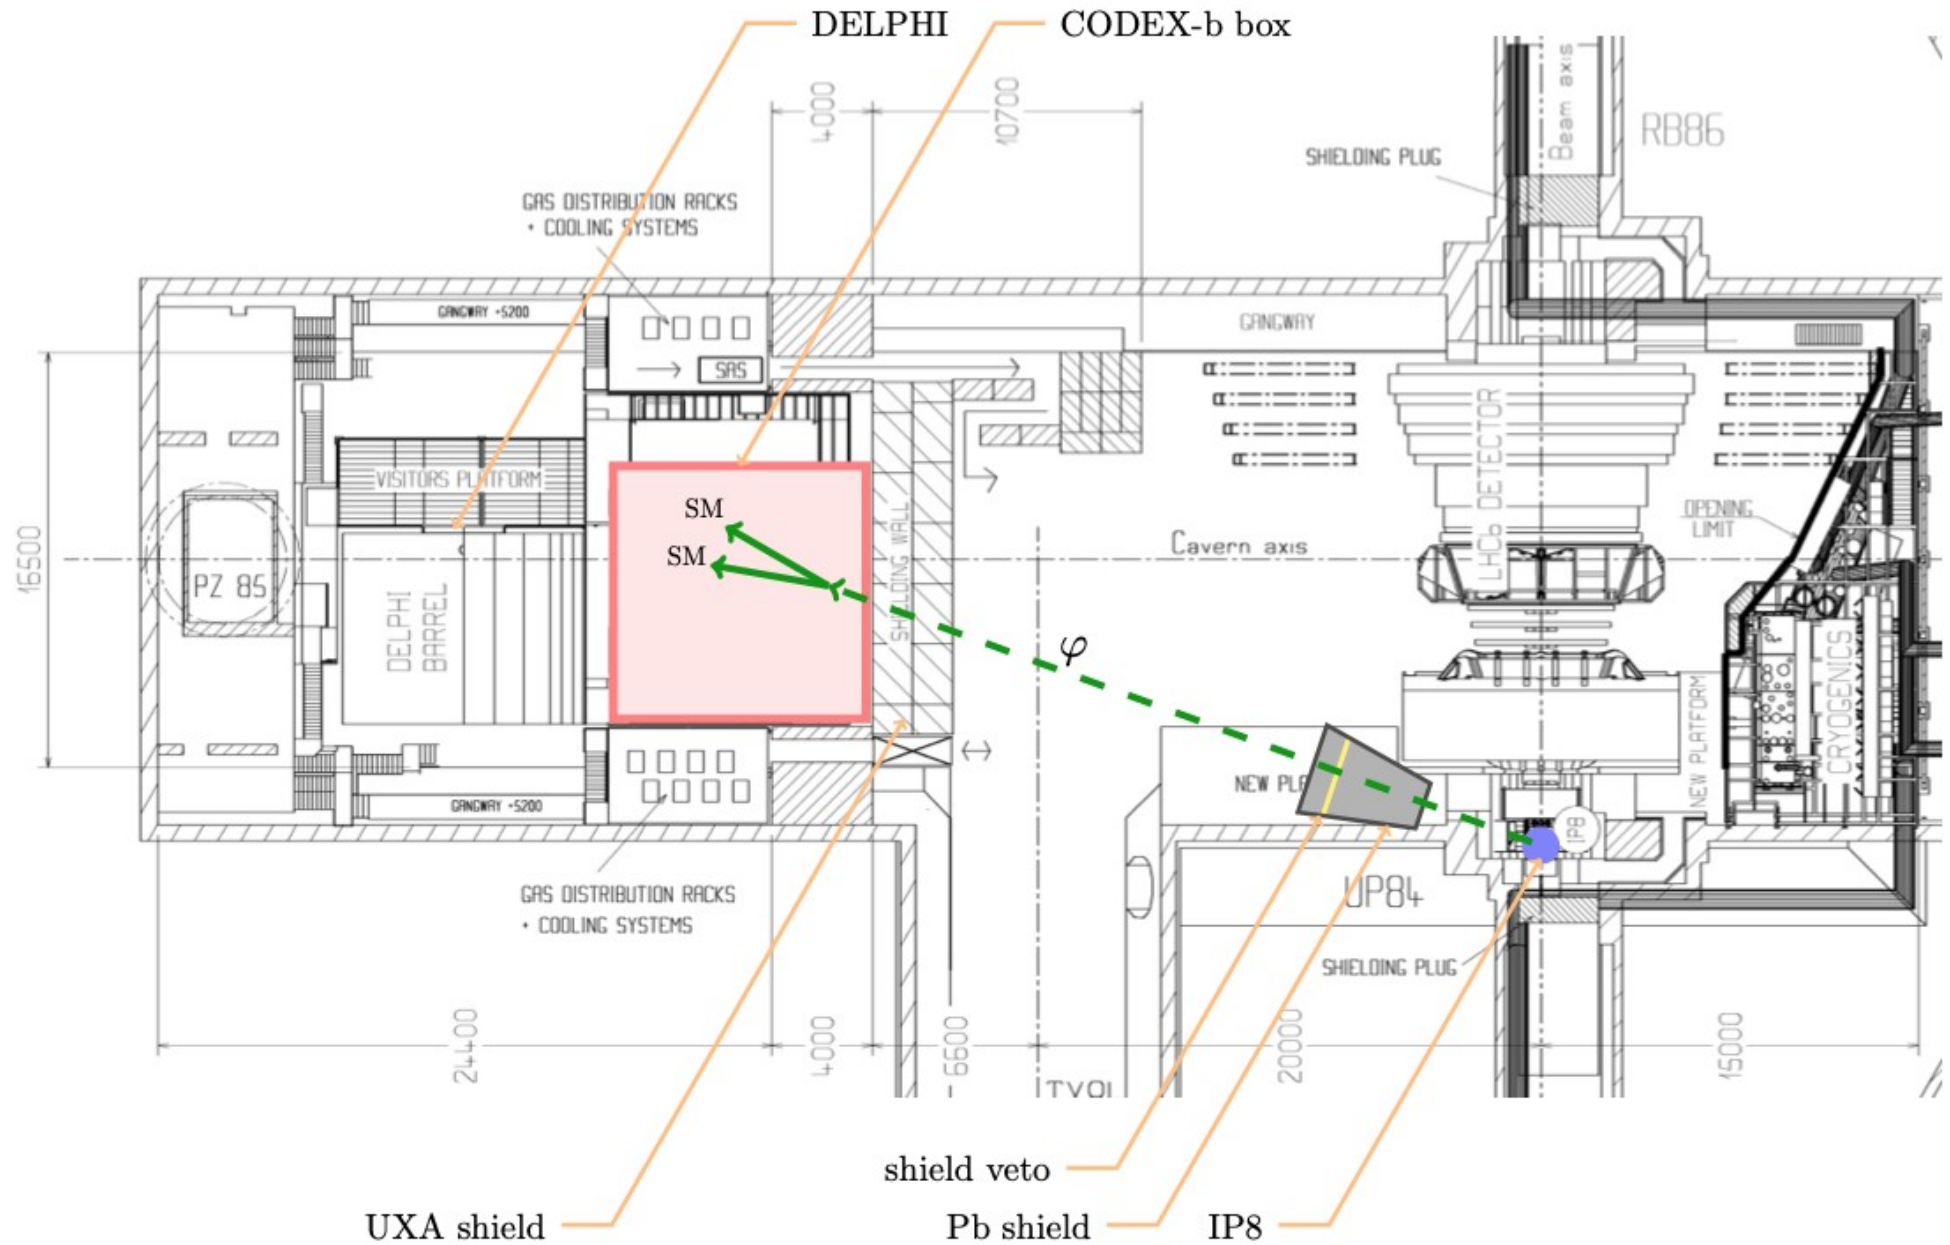 DELPHI
CODEX-b box
4000
10700
Beam axis
RB86
SHIELDING PLUG
GAS DISTRIBUTION RACKS
+ COOLING SYSTEMS
GANGWAY +5200
GANGWAY
SAS
LHCb DETECTOR
VISITORS PLATFORM
OPENING
LIMIT
SM
SM
Cavern axis
16500
PZ 85
DELPHI
BARREL
SHIELDING WALL
φ
CRYOGENICS
NEW PLATFORM
NEW PLA
GANGWAY +5200
IP8
GAS DISTRIBUTION RACKS
+ COOLING SYSTEMS
UP84
SHIELDING PLUG
24400
4000
6600
20000
15000
TV01
shield veto
UXA shield
Pb shield
IP8